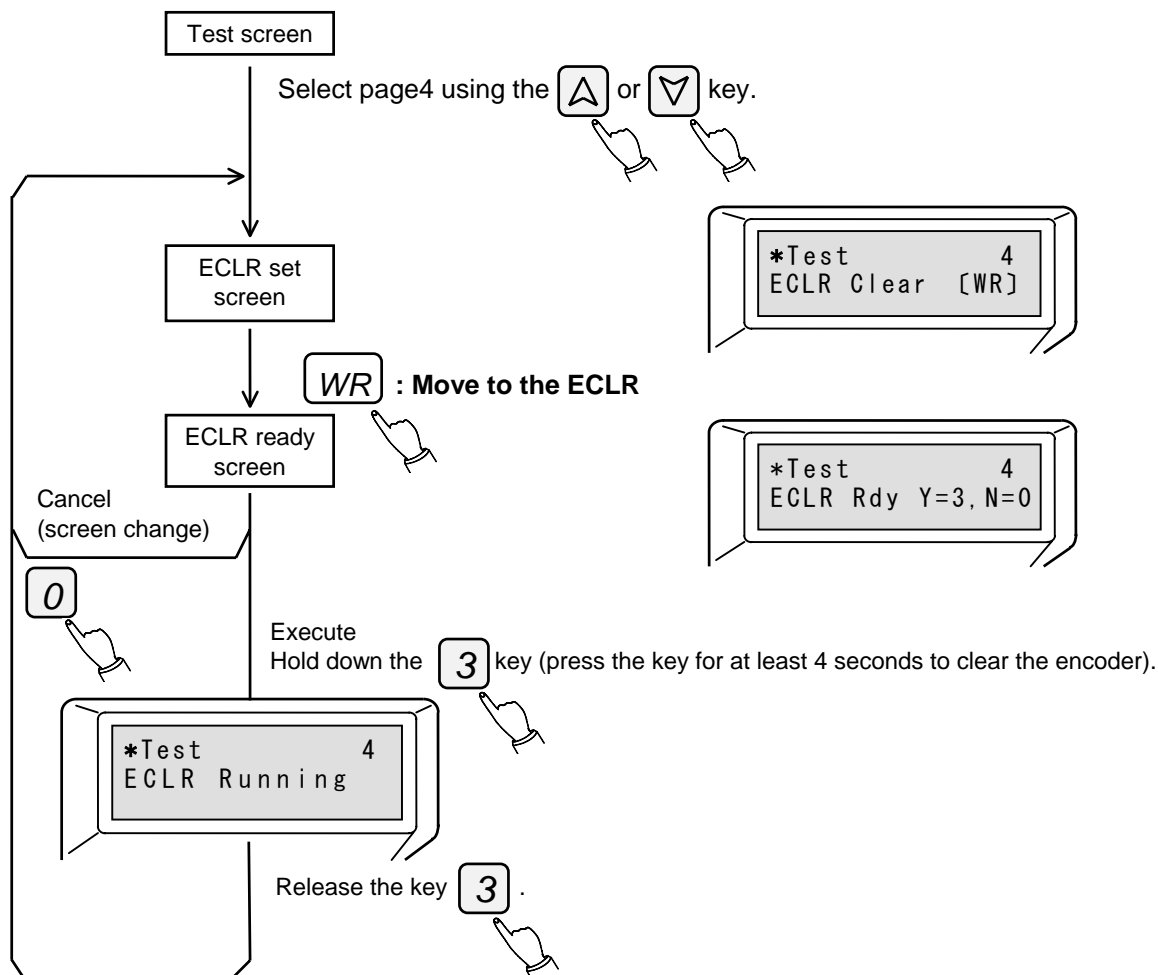 Test screen
Select page4 using the or key.
ECLR set
screen
*Test 4
ECLR Clear [WR]
WR : Move to the ECLR
ECLR ready
screen
*Test 4
ECLR Rdy Y=3,N=0
Cancel
(screen change)
0
Execute
Hold down the 3 key (press the key for at least 4 seconds to clear the encoder).
*Test 4
ECLR Running
Release the key 3 .